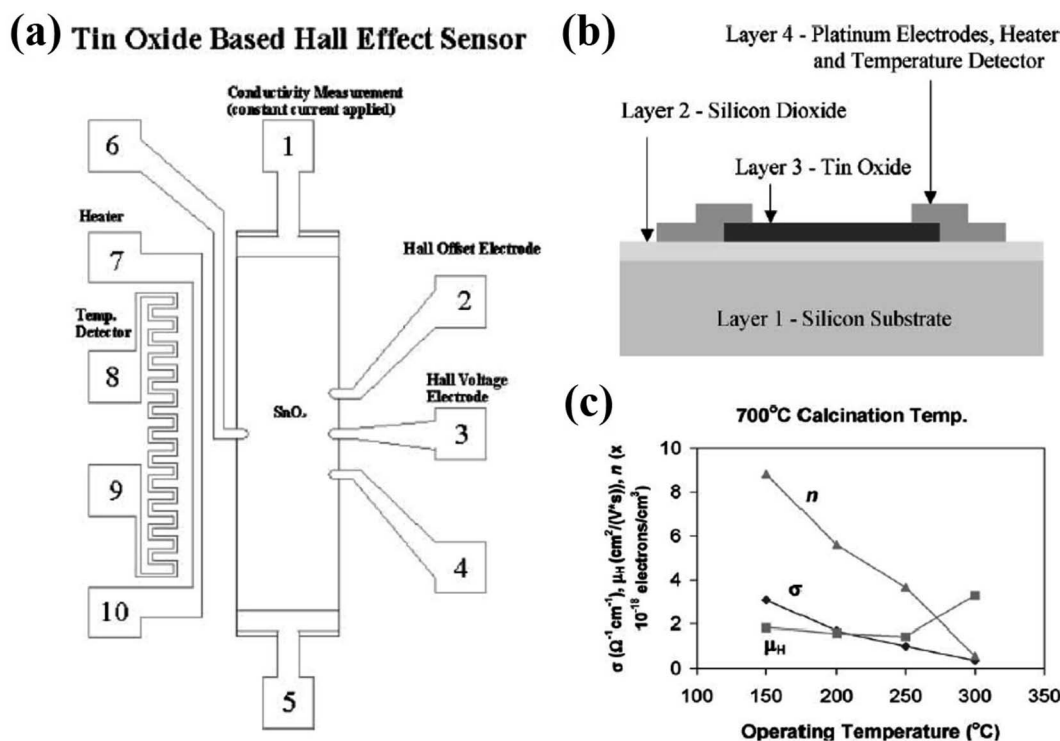 (a) Tin Oxide Based Hall Effect Sensor
Conductivity Measurement
(constant current applied)
6
1
Heater
7
Hall Offset Electrode
2
Temp.
Detector
8
Hall Voltage
Electrode
SnO₂
3
9
4
10
5
(b)
Layer 4 - Platinum Electrodes, Heater
and Temperature Detector
Layer 2 - Silicon Dioxide
Layer 3 - Tin Oxide
Layer 1 - Silicon Substrate
(c)
700°C Calcination Temp.
σ (Ω⁻¹ cm⁻¹), μH (cm²/(V*s)), n (x
10⁻¹⁸ electrons/cm³)
10
8
6
4
2
0
n
σ
μH
100 150 200 250 300 350
Operating Temperature (°C)